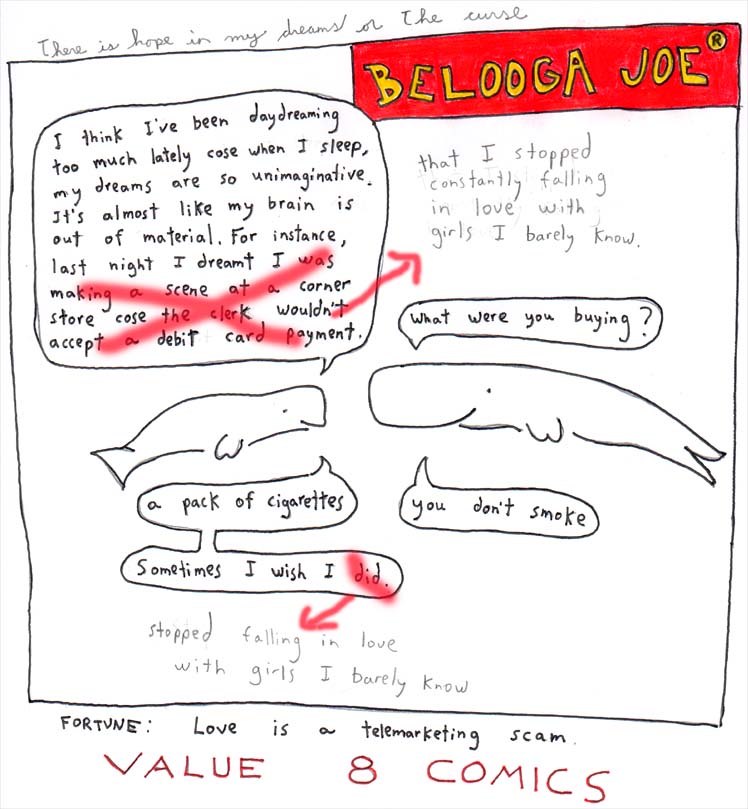 There is hope in my dreams or The curse
BELOOGA JOE®
I think I've been daydreaming
too much lately cose when I sleep,
my dreams are so unimaginative.
It's almost like my brain is
out of material. For instance,
last night I dreamt I was
making a scene at a corner
store cose the clerk wouldn't
accept a debit card payment.
that I stopped
constantly falling
in love with
girls I barely know.
what were you buying?
a pack of cigarettes
you don't smoke
Sometimes I wish I did.
stopped falling in love
with girls I barely know
FORTUNE: Love is a telemarketing scam.
VALUE 8 COMICS